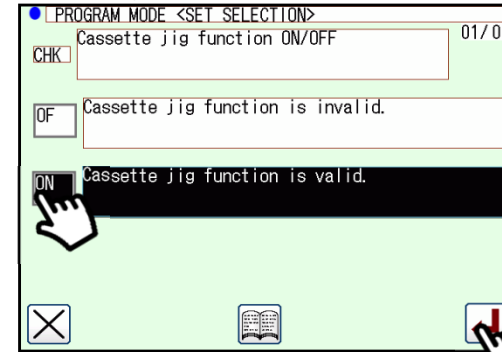 PROGRAM MODE <SET SELECTION>
CHK
Cassette jig function ON/OFF
01/0
OF
Cassette jig function is invalid.
ON
Cassette jig function is valid.